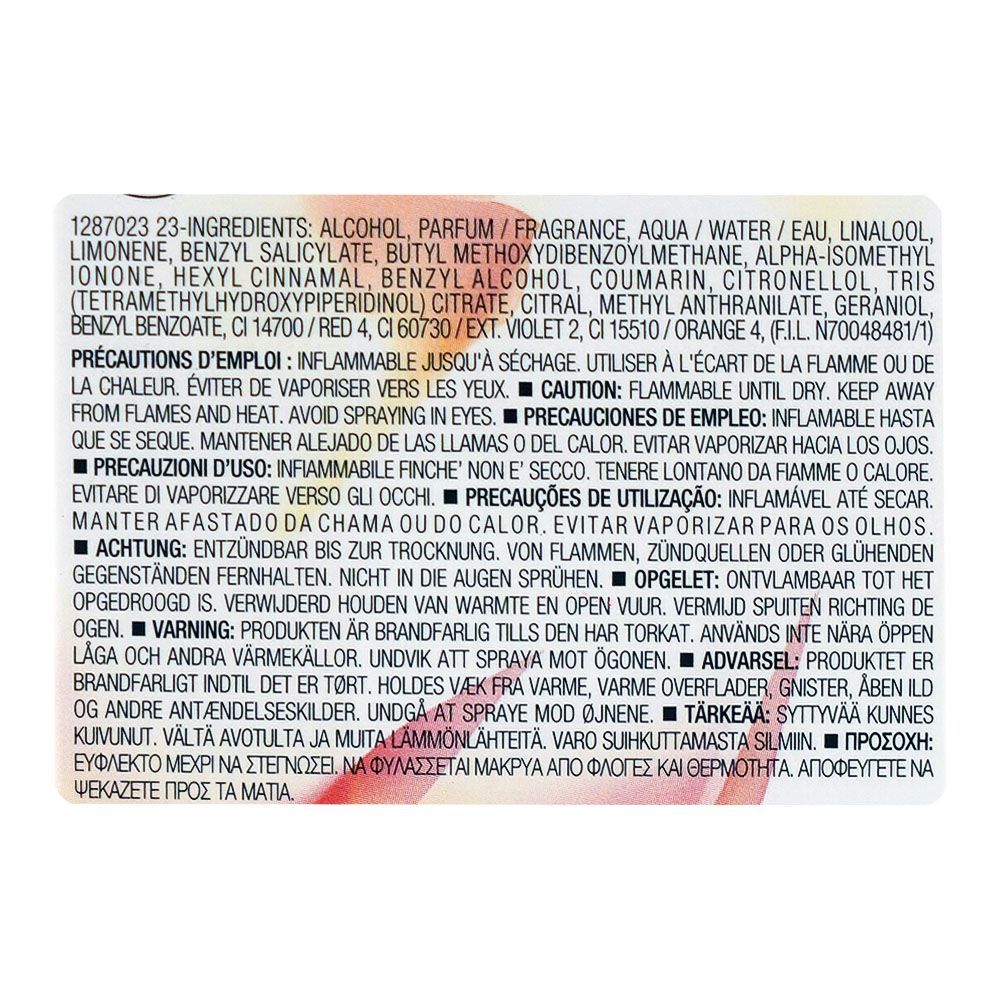 1287023 23-INGREDIENTS: ALCOHOL, PARFUM / FRAGRANCE, AQUA / WATER / EAU, LINALOOL,
LIMONENE, BENZYL SALICYLATE, BUTYL METHOXYDIBENZOYLMETHANE, ALPHA-ISOMETHYL
IONONE, HEXYL CINNAMAL, BENZYL ALCOHOL, COUMARIN, CITRONELLOL, TRIS
(TETRAMETHYLHYDROXYPIPERIDINOL) CITRATE, CITRAL, METHYL ANTHRANILATE, GERANIOL,
BENZYL BENZOATE, CI 14700 / RED 4, CI 60730 / EXT. VIOLET 2, CI 15510 / ORANGE 4, (F.I.L. N70048481/1)
PRÉCAUTIONS D'EMPLOI : INFLAMMABLE JUSQU'À SÉCHAGE. UTILISER À L'ÉCART DE LA FLAMME OU DE
LA CHALEUR. ÉVITER DE VAPORISER VERS LES YEUX. ■ CAUTION: FLAMMABLE UNTIL DRY. KEEP AWAY
FROM FLAMES AND HEAT. AVOID SPRAYING IN EYES. ■ PRECAUCIONES DE EMPLEO: INFLAMABLE HASTA
QUE SE SEQUE. MANTENER ALEJADO DE LAS LLAMAS O DEL CALOR. EVITAR VAPORIZAR HACIA LOS OJOS.
■ PRECAUZIONI D'USO: INFIAMMABILE FINCHE' NON E' SECCO. TENERE LONTANO DA FIAMME O CALORE.
EVITARE DI VAPORIZZARE VERSO GLI OCCHI. ■ PRECAUÇÕES DE UTILIZAÇÃO: INFLAMÁVEL ATÉ SECAR.
MANTER AFASTADO DA CHAMA OU DO CALOR. EVITAR VAPORIZAR PARA OS OLHOS.
■ ACHTUNG: ENTZÜNDBAR BIS ZUR TROCKNUNG. VON FLAMMEN, ZÜNDQUELLEN ODER GLÜHENDEN
GEGENSTÄNDEN FERNHALTEN. NICHT IN DIE AUGEN SPRÜHEN. ■ OPGELET: ONTVLAMBAAR TOT HET
OPGEDROOGD IS. VERWIJDERD HOUDEN VAN WARMTE EN OPEN VUUR. VERMIJD SPUITEN RICHTING DE
OGEN. ■ VARNING: PRODUKTEN ÄR BRANDFARLIG TILLS DEN HAR TORKAT. ANVÄNDS INTE NÄRA ÖPPEN
LÅGA OCH ANDRA VÄRMEKÄLLOR. UNDVIK ATT SPRAYA MOT ÖGONEN. ■ ADVARSEL: PRODUKTET ER
BRANDFARLIGT INDTIL DET ER TØRT. HOLDES VÆK FRA VARME, VARME OVERFLADER, GNISTER, ÅBEN ILD
OG ANDRE ANTÆNDELSESKILDER. UNDGÅ AT SPRAYE MOD ØJNENE. ■ TÄRKEÄÄ: SYTTYVÄÄ KUNNES
KUIVUNUT. VÄLTÄ AVOTULTA JA MUITA LÄMMÖNLÄHTEITÄ. VARO SUIHKUTTAMASTA SILMIIN. ■ ΠΡΟΣΟΧΗ:
ΕΥΦΛΕΚΤΟ ΜΕΧΡΙ ΝΑ ΣΤΕΓΝΩΣΕΙ. ΝΑ ΦΥΛΑΣΣΕΤΑΙ ΜΑΚΡΥΑ ΑΠΟ ΦΛΟΓΕΣ ΚΑΙ ΘΕΡΜΟΤΗΤΑ. ΑΠΟΦΕΥΓΕΤΕ ΝΑ
ΨΕΚΑΖΕΤΕ ΠΡΟΣ ΤΑ ΜΑΤΙΑ.